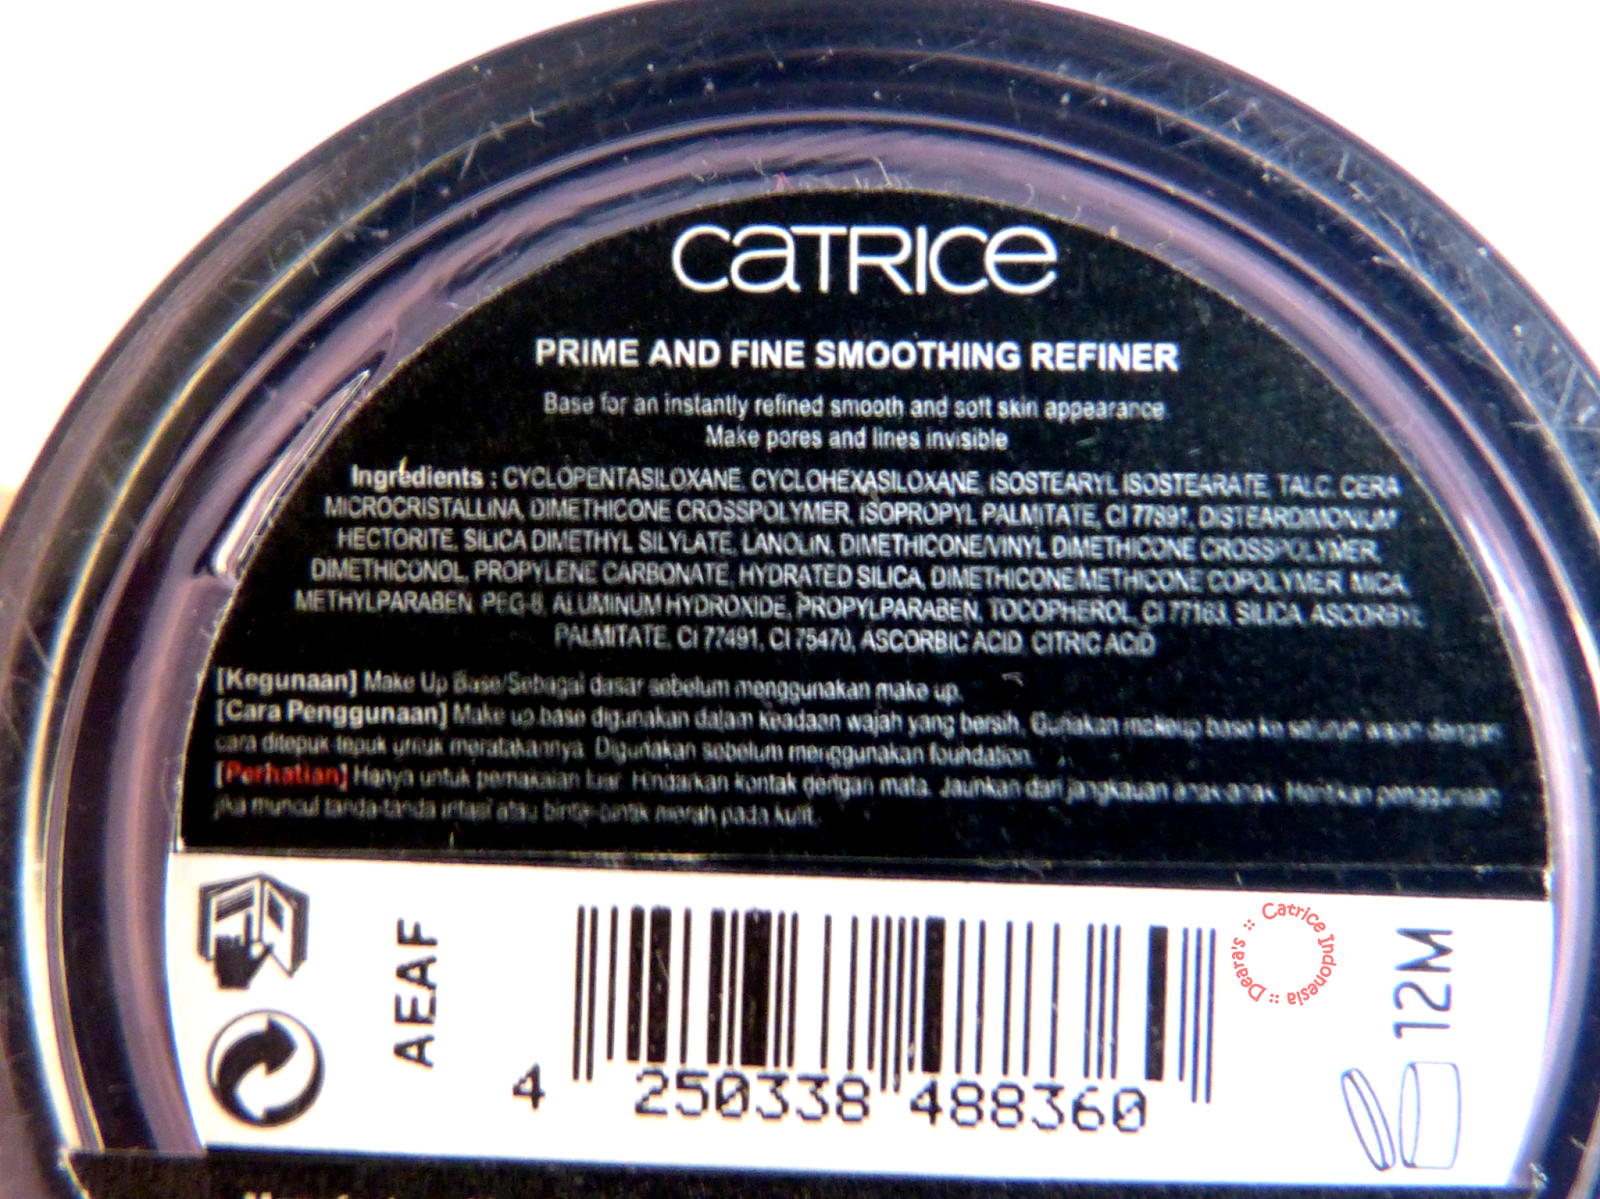 CATRICE
PRIME AND FINE SMOOTHING REFINER
Base for an instantly refined smooth and soft skin appearance
Make pores and lines invisible
Ingredients : CYCLOPENTASILOXANE, CYCLOHEXASILOXANE, ISOSTEARYL ISOSTEARATE, TALC, CERA
MICROCRISTALLINA, DIMETHICONE CROSSPOLYMER, ISOPROPYL PALMITATE, CI 77891, DISTEARDIMONIUM
HECTORITE, SILICA DIMETHYL SILYLATE, LANOLIN, DIMETHICONE/VINYL DIMETHICONE CROSSPOLYMER,
DIMETHICONOL, PROPYLENE CARBONATE, HYDRATED SILICA, DIMETHICONE/METHICONE COPOLYMER, MICA,
METHYLPARABEN, PEG-8, ALUMINUM HYDROXIDE, PROPYLPARABEN, TOCOPHEROL, CI 77163, SILICA, ASCORBYL
PALMITATE, CI 77491, CI 75470, ASCORBIC ACID, CITRIC ACID
[Kegunaan] Make Up Base/Sebagai dasar sebelum menggunakan make up.
[Cara Penggunaan] Make up base digunakan dalam keadaan wajah yang bersih. Gunakan makeup base ke seluruh wajah dengan
cara ditepuk tepuk untuk meratakannya. Digunakan sebelum menggunakan foundation.
[Perhatian] Hanya untuk pemakaian luar. Hindarkan kontak dengan mata. Jauhkan dari jangkauan anak-anak. Hentikan penggunaan
jika muncul tanda-tanda iritasi atau bintik-bintik merah pada kulit.
AEAF
4 250338 488360
Deara's :: Catrice Indonesia ::
12M